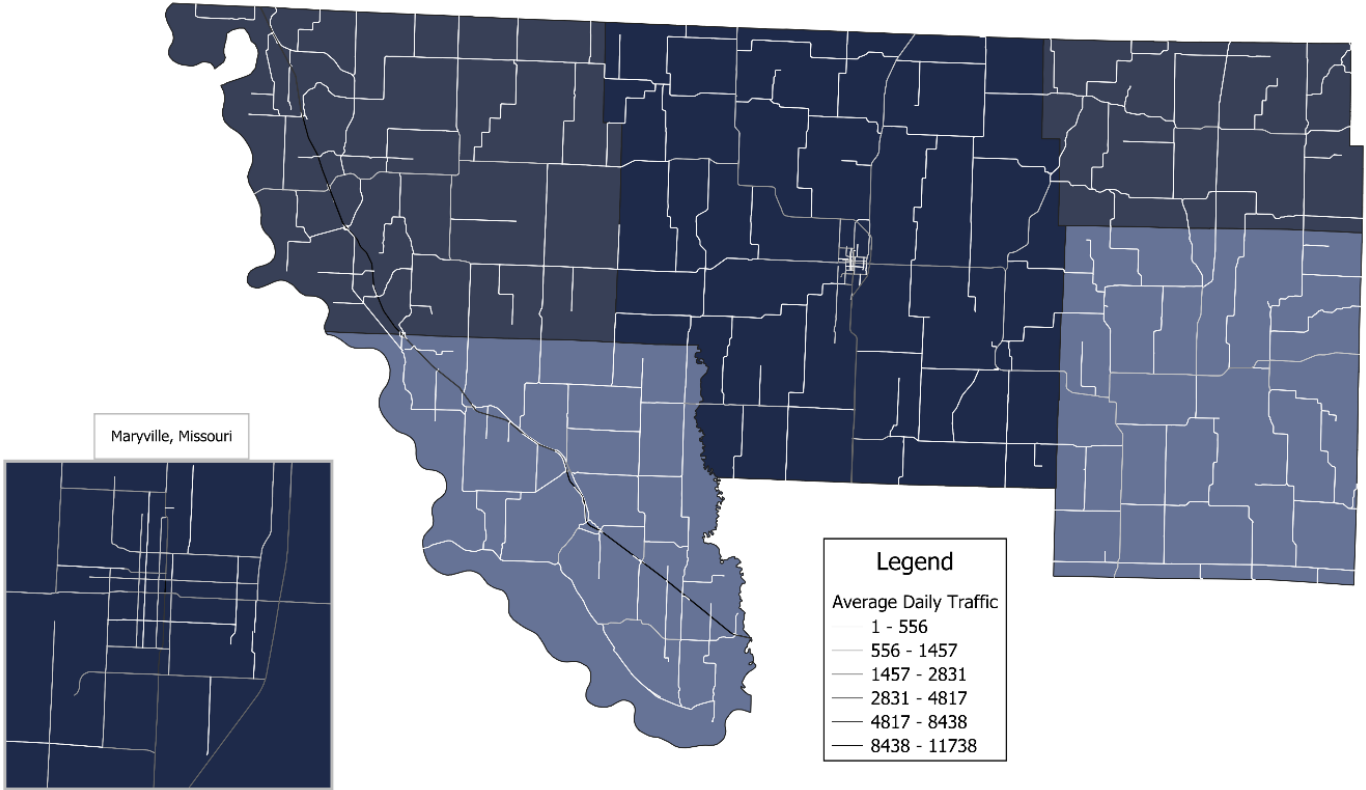 Maryville, Missouri
Legend
Average Daily Traffic
1 - 556
556 - 1457
1457 - 2831
2831 - 4817
4817 - 8438
8438 - 11738